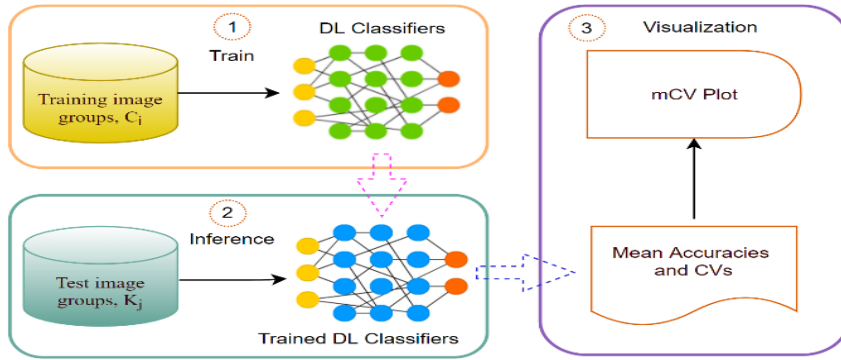 1
Train
DL Classifiers
Training image
groups, Ci
2
Inference
Test image
groups, Kj
Trained DL Classifiers
3
Visualization
mCV Plot
Mean Accuracies
and CVs